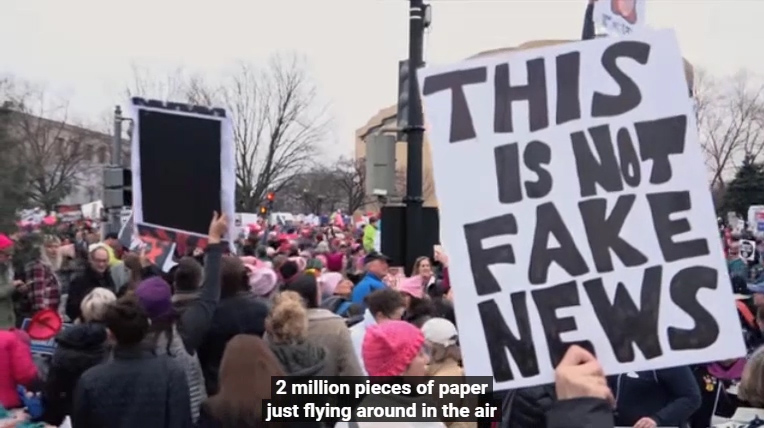 THIS
IS NOT
FAKE
NEWS
2 million pieces of paper
just flying around in the air